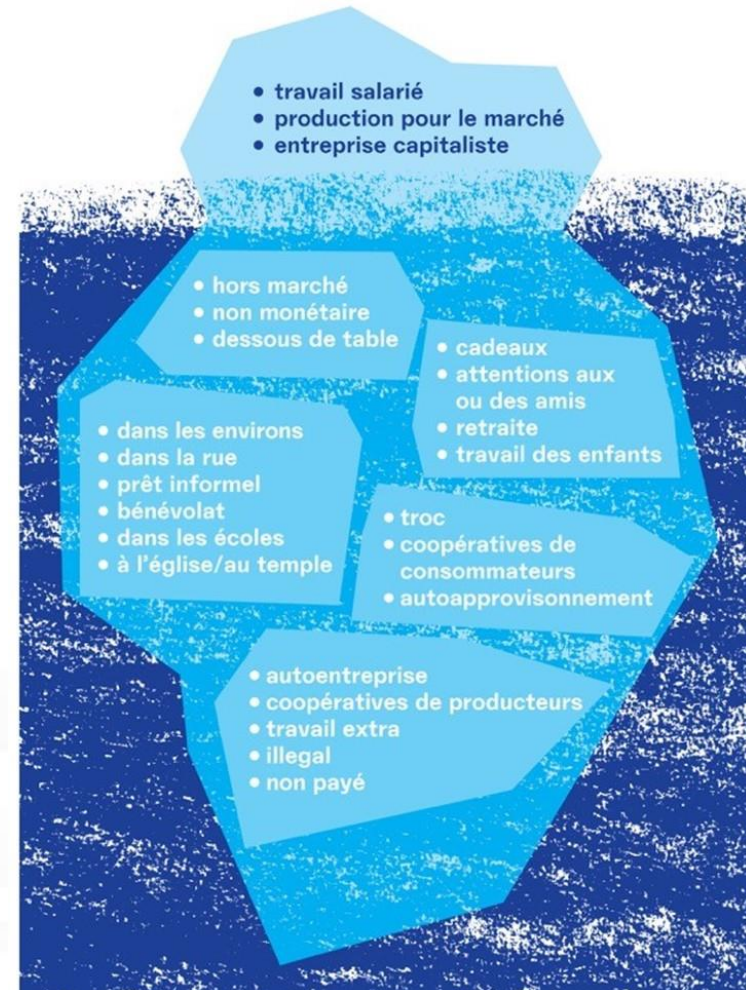 • travail salarié
• production pour le marché
• entreprise capitaliste
• hors marché
• non monétaire
• dessous de table
• cadeaux
• attentions aux
ou des amis
• retraite
• travail des enfants
• dans les environs
• dans la rue
• prêt informel
• bénévolat
• dans les écoles
• à l'église/au temple
• troc
• coopératives de
consommateurs
• autoapprovisonnement
• autoentreprise
• coopératives de producteurs
• travail extra
• illegal
• non payé